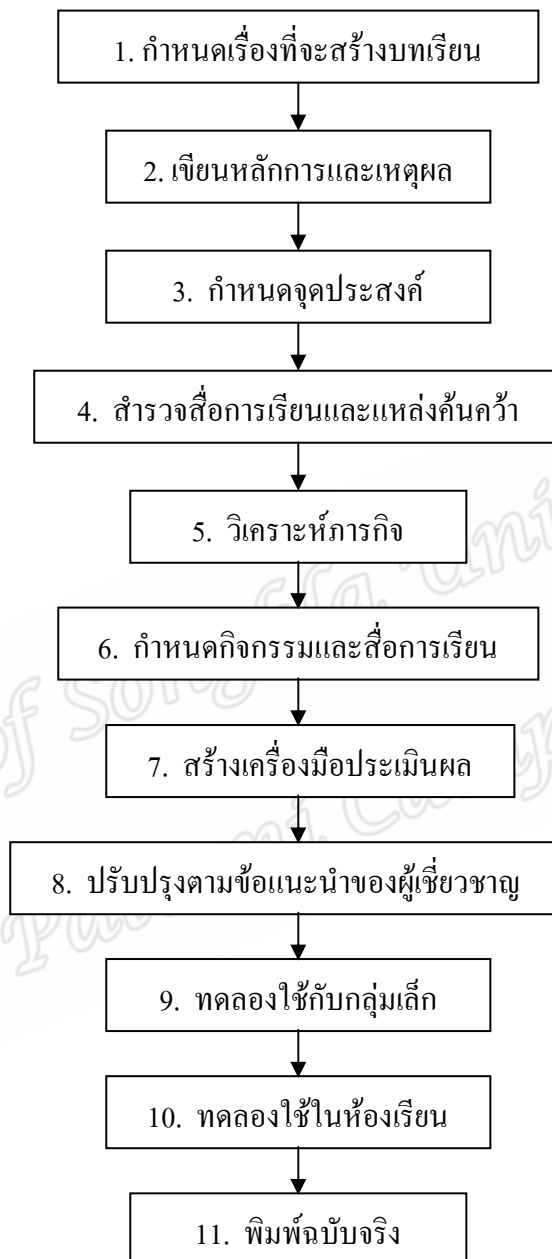 1. กำหนดเรื่องที่จะสร้างบทเรียน
2. เขียนหลักการและเหตุผล
3. กำหนดจุดประสงค์
4. สำรวจสื่อการเรียนและแหล่งค้นคว้า
5. วิเคราะห์ภารกิจ
6. กำหนดกิจกรรมและสื่อการเรียน
7. สร้างเครื่องมือประเมินผล
8. ปรับปรุงตามข้อแนะนำของผู้เชี่ยวชาญ
9. ทดลองใช้กับกลุ่มเล็ก
10. ทดลองใช้ในห้องเรียน
11. พิมพ์ฉบับจริง
of